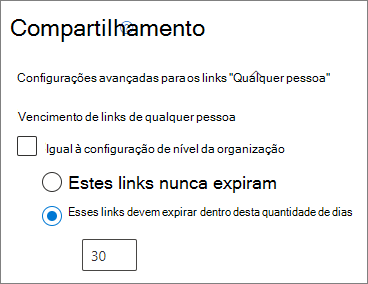 Compartilhamento
Configurações avançadas para os links "Qualquer pessoa"
Vencimento de links de qualquer pessoa
Igual à configuração de nível da organização
Estes links nunca expiram
Esses links devem expirar dentro desta quantidade de dias
30